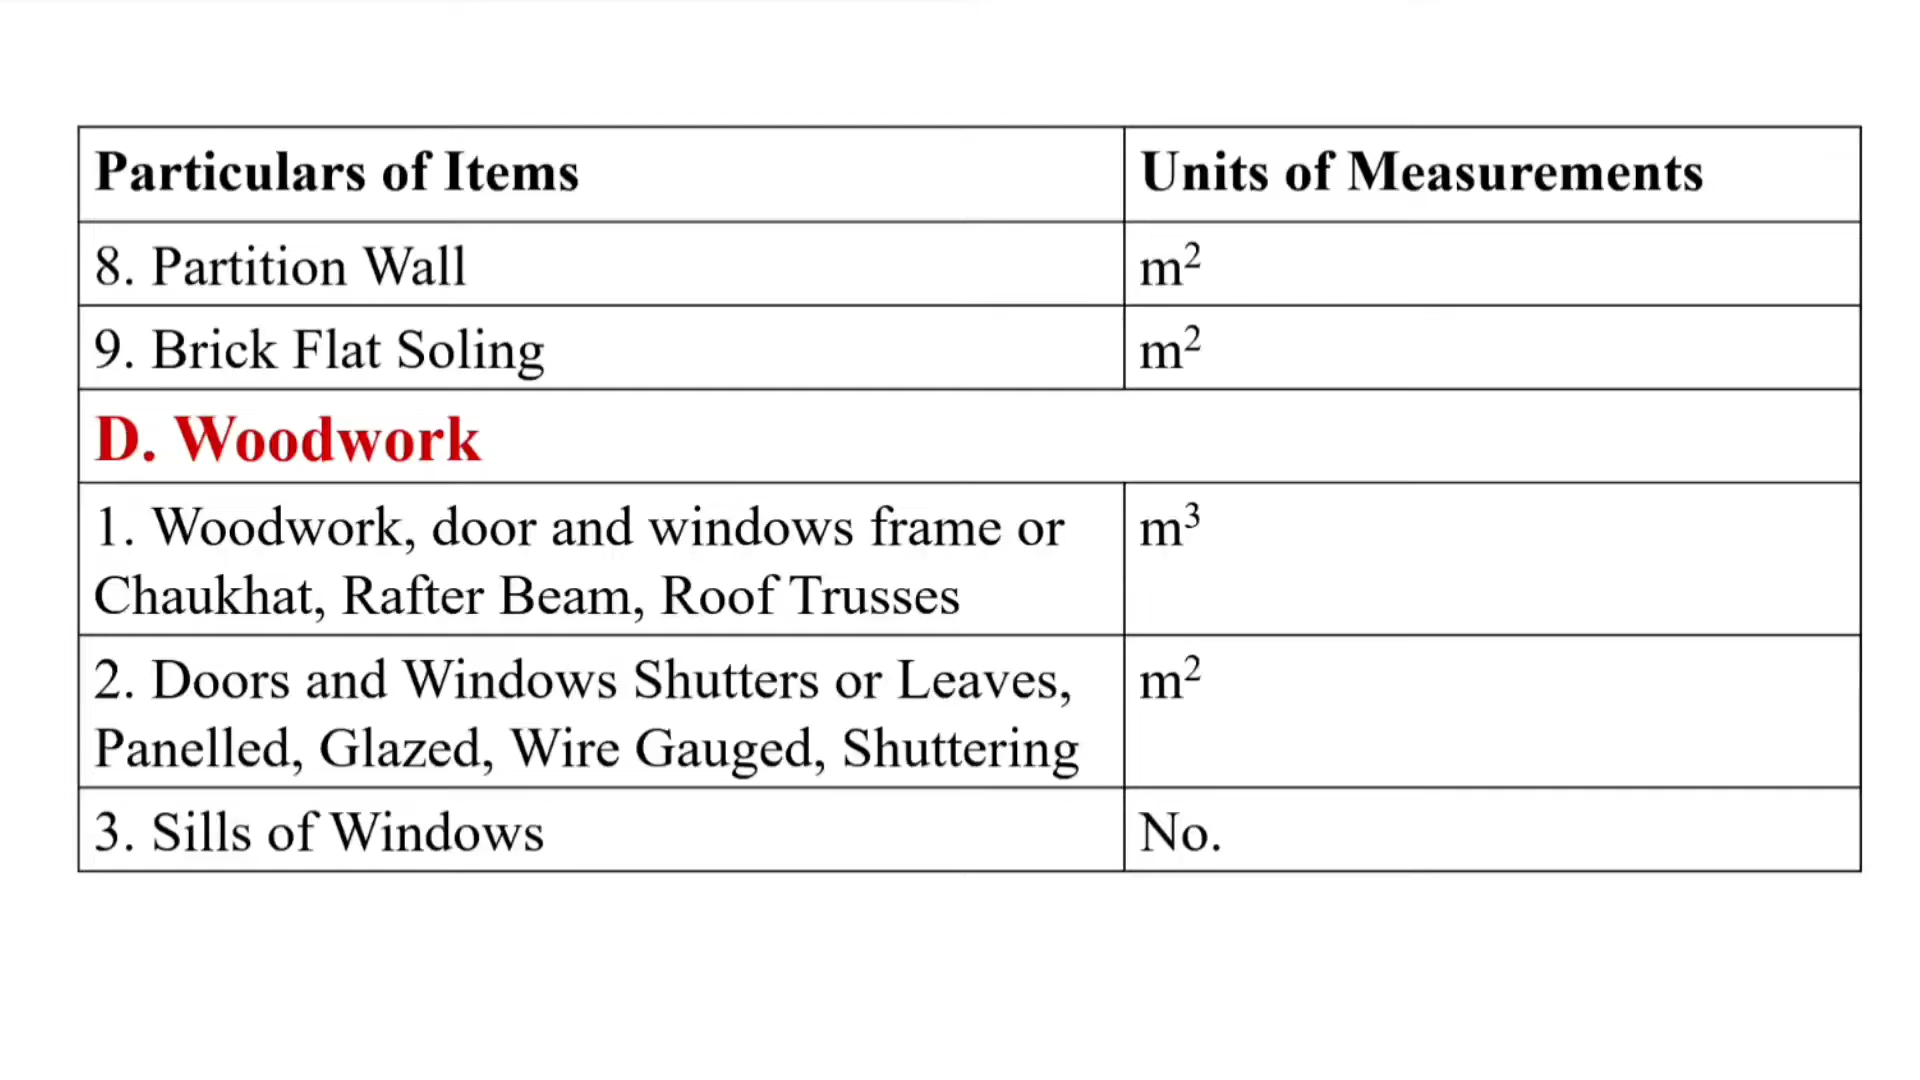 Particulars of Items
Units of Measurements
8. Partition Wall
m²
9. Brick Flat Soling
m²
D. Woodwork
1. Woodwork, door and windows frame or
Chaukhat, Rafter Beam, Roof Trusses
m³
2. Doors and Windows Shutters or Leaves,
Panelled, Glazed, Wire Gauged, Shuttering
m²
3. Sills of Windows
No.